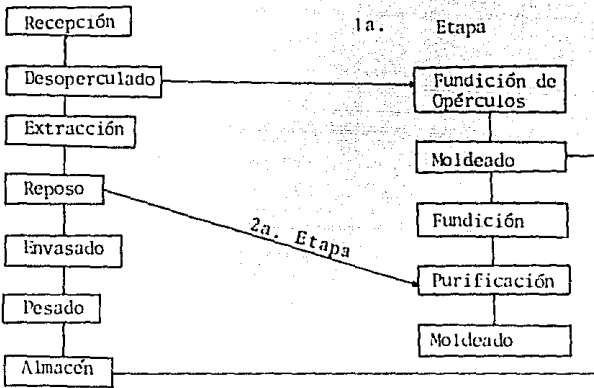 Recepción
1a. Etapa
Desoperculado
Fundición de
Opérculos
Extracción
Moldeado
Reposo
Fundición
2a. Etapa
Envasado
Purificación
Pesado
Moldeado
Almacén